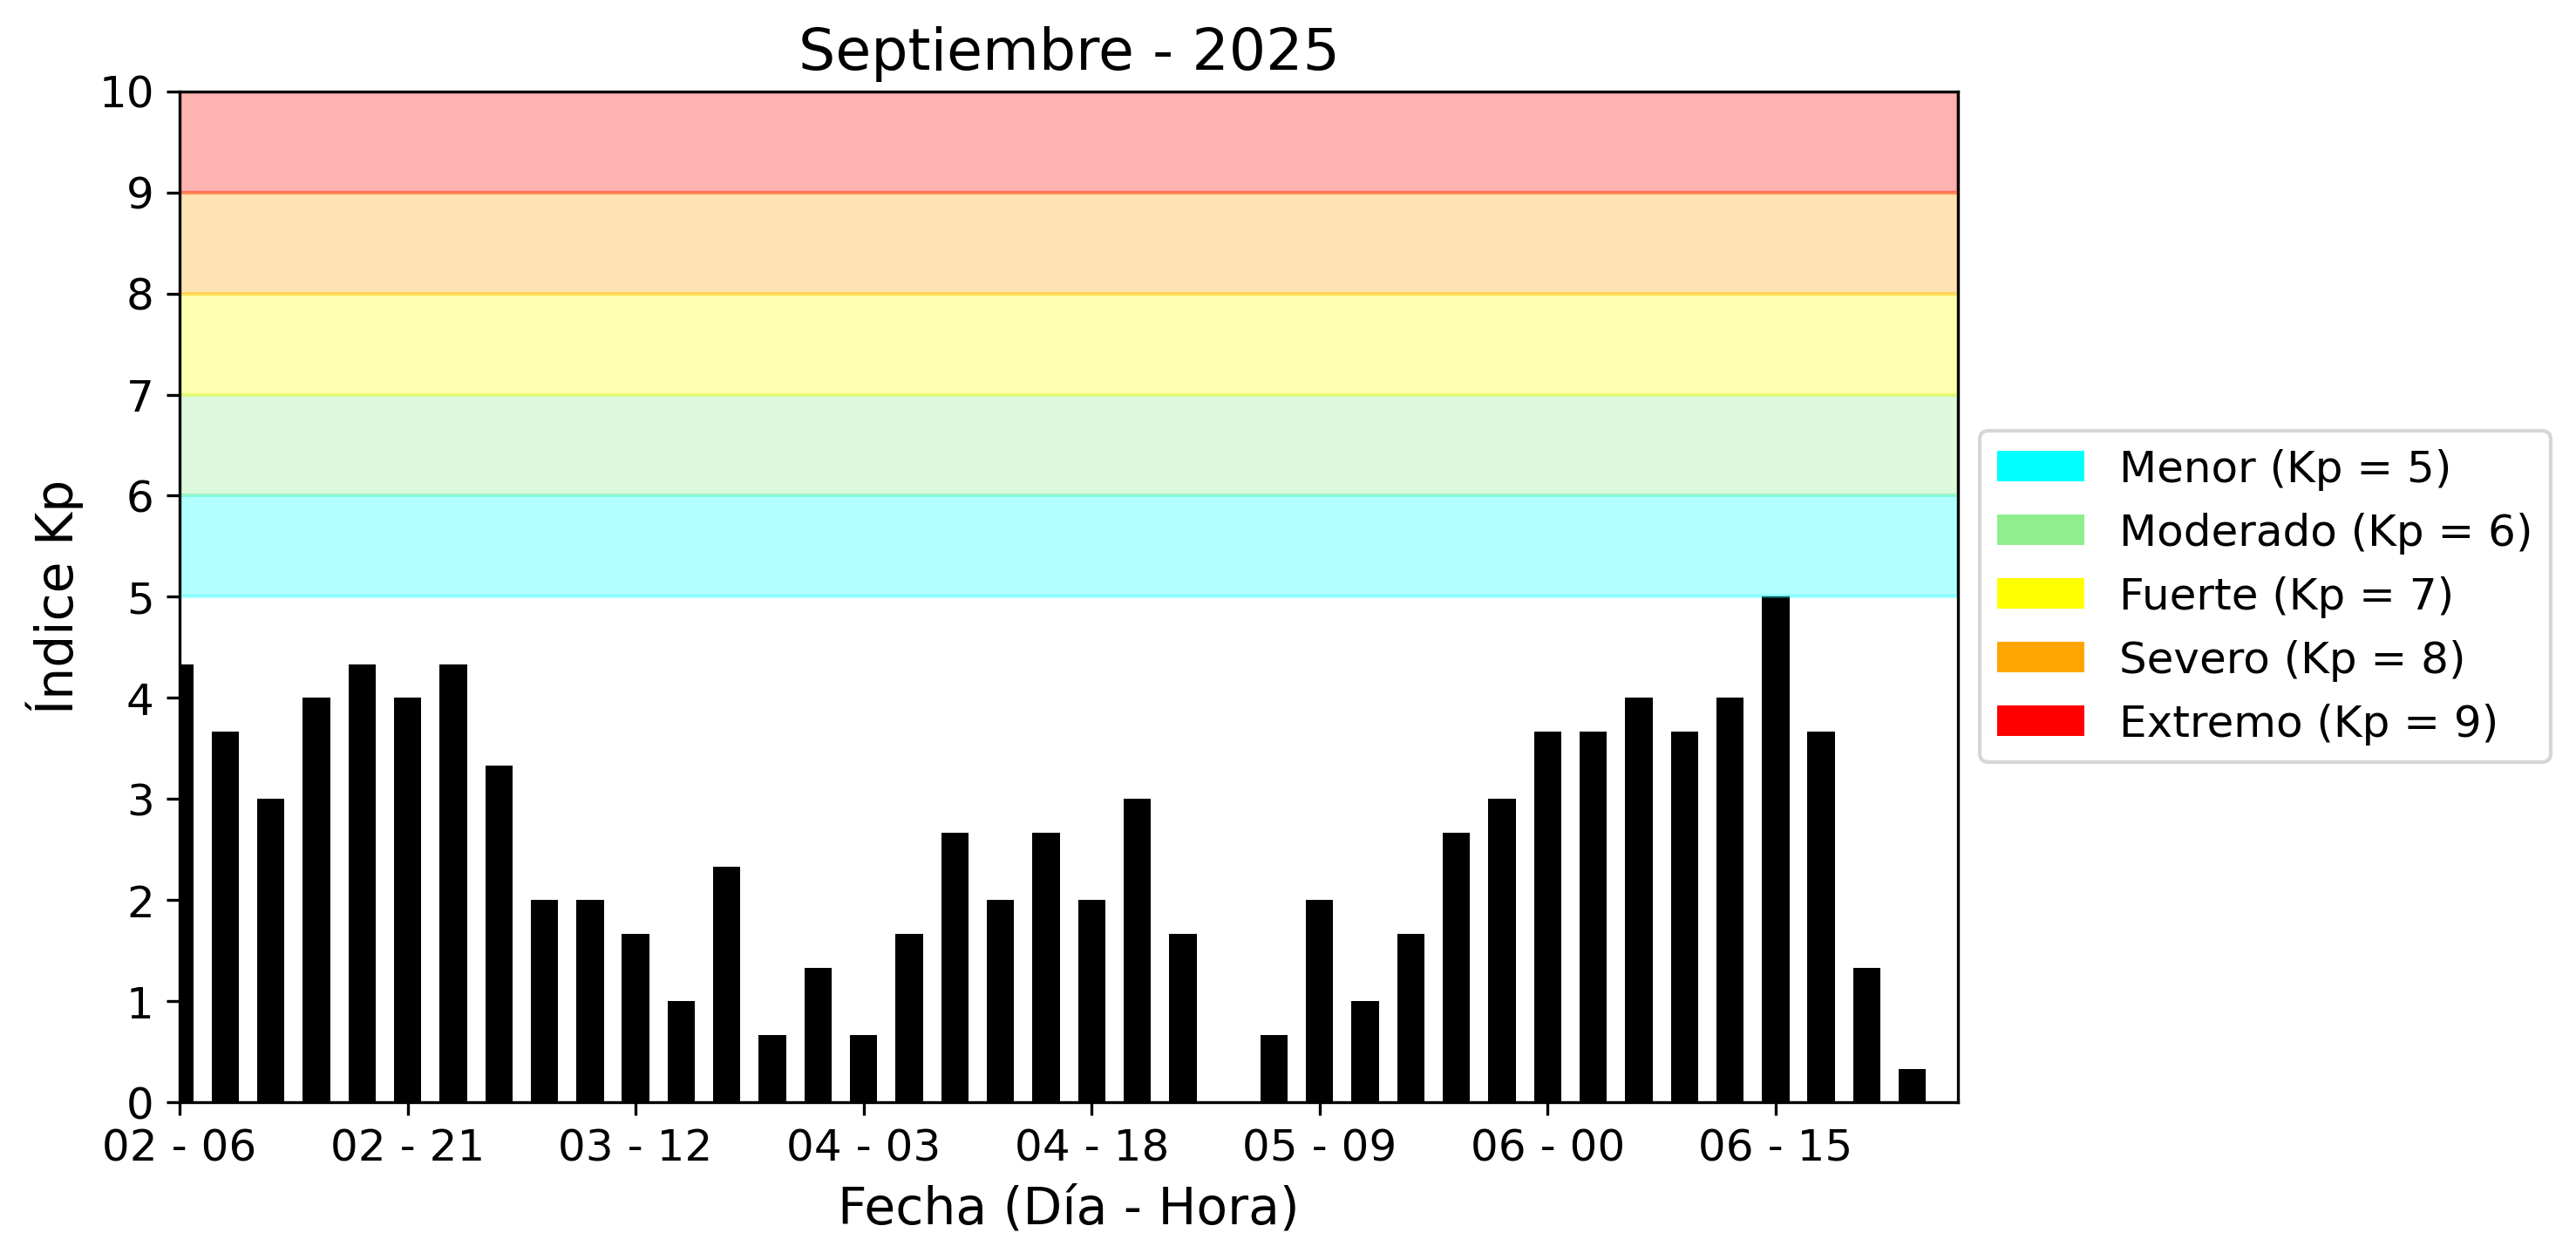 Septiembre - 2025
10
9
8
7
6
5
4
3
2
1
0
Índice Kp
02 - 06
02 - 21
03 - 12
04 - 03
04 - 18
05 - 09
06 - 00
06 - 15
Fecha (Día - Hora)
Menor (Kp = 5)
Moderado (Kp = 6)
Fuerte (Kp = 7)
Severo (Kp = 8)
Extremo (Kp = 9)